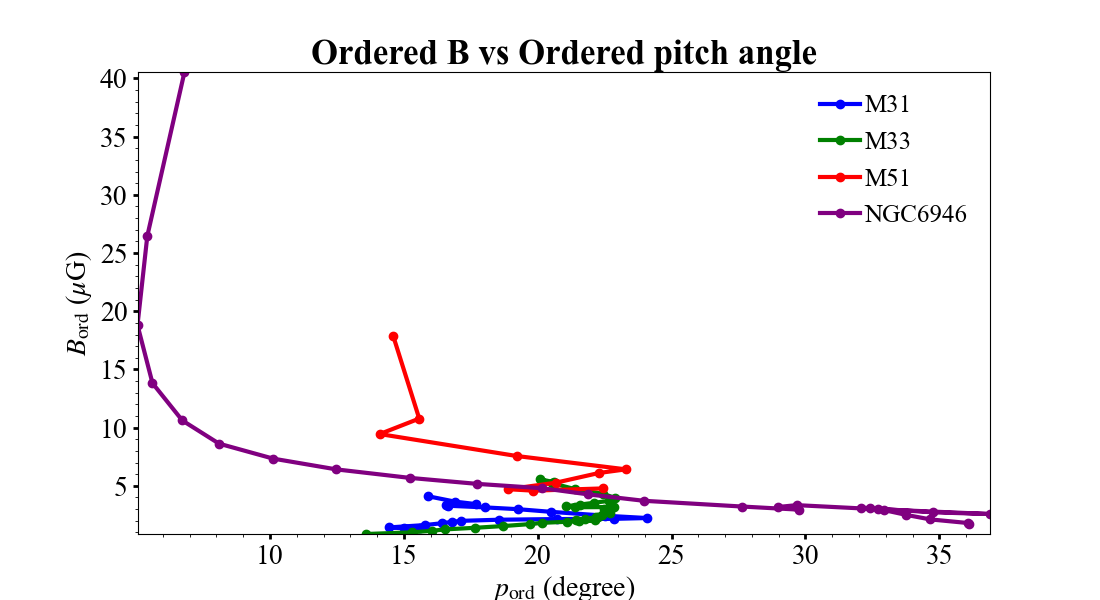 Ordered B vs Ordered pitch angle
40
35
30
25
20
15
10
5
B_ord (μG)
M31
M33
M51
NGC6946
10 15 20 25 30 35
p_ord (degree)